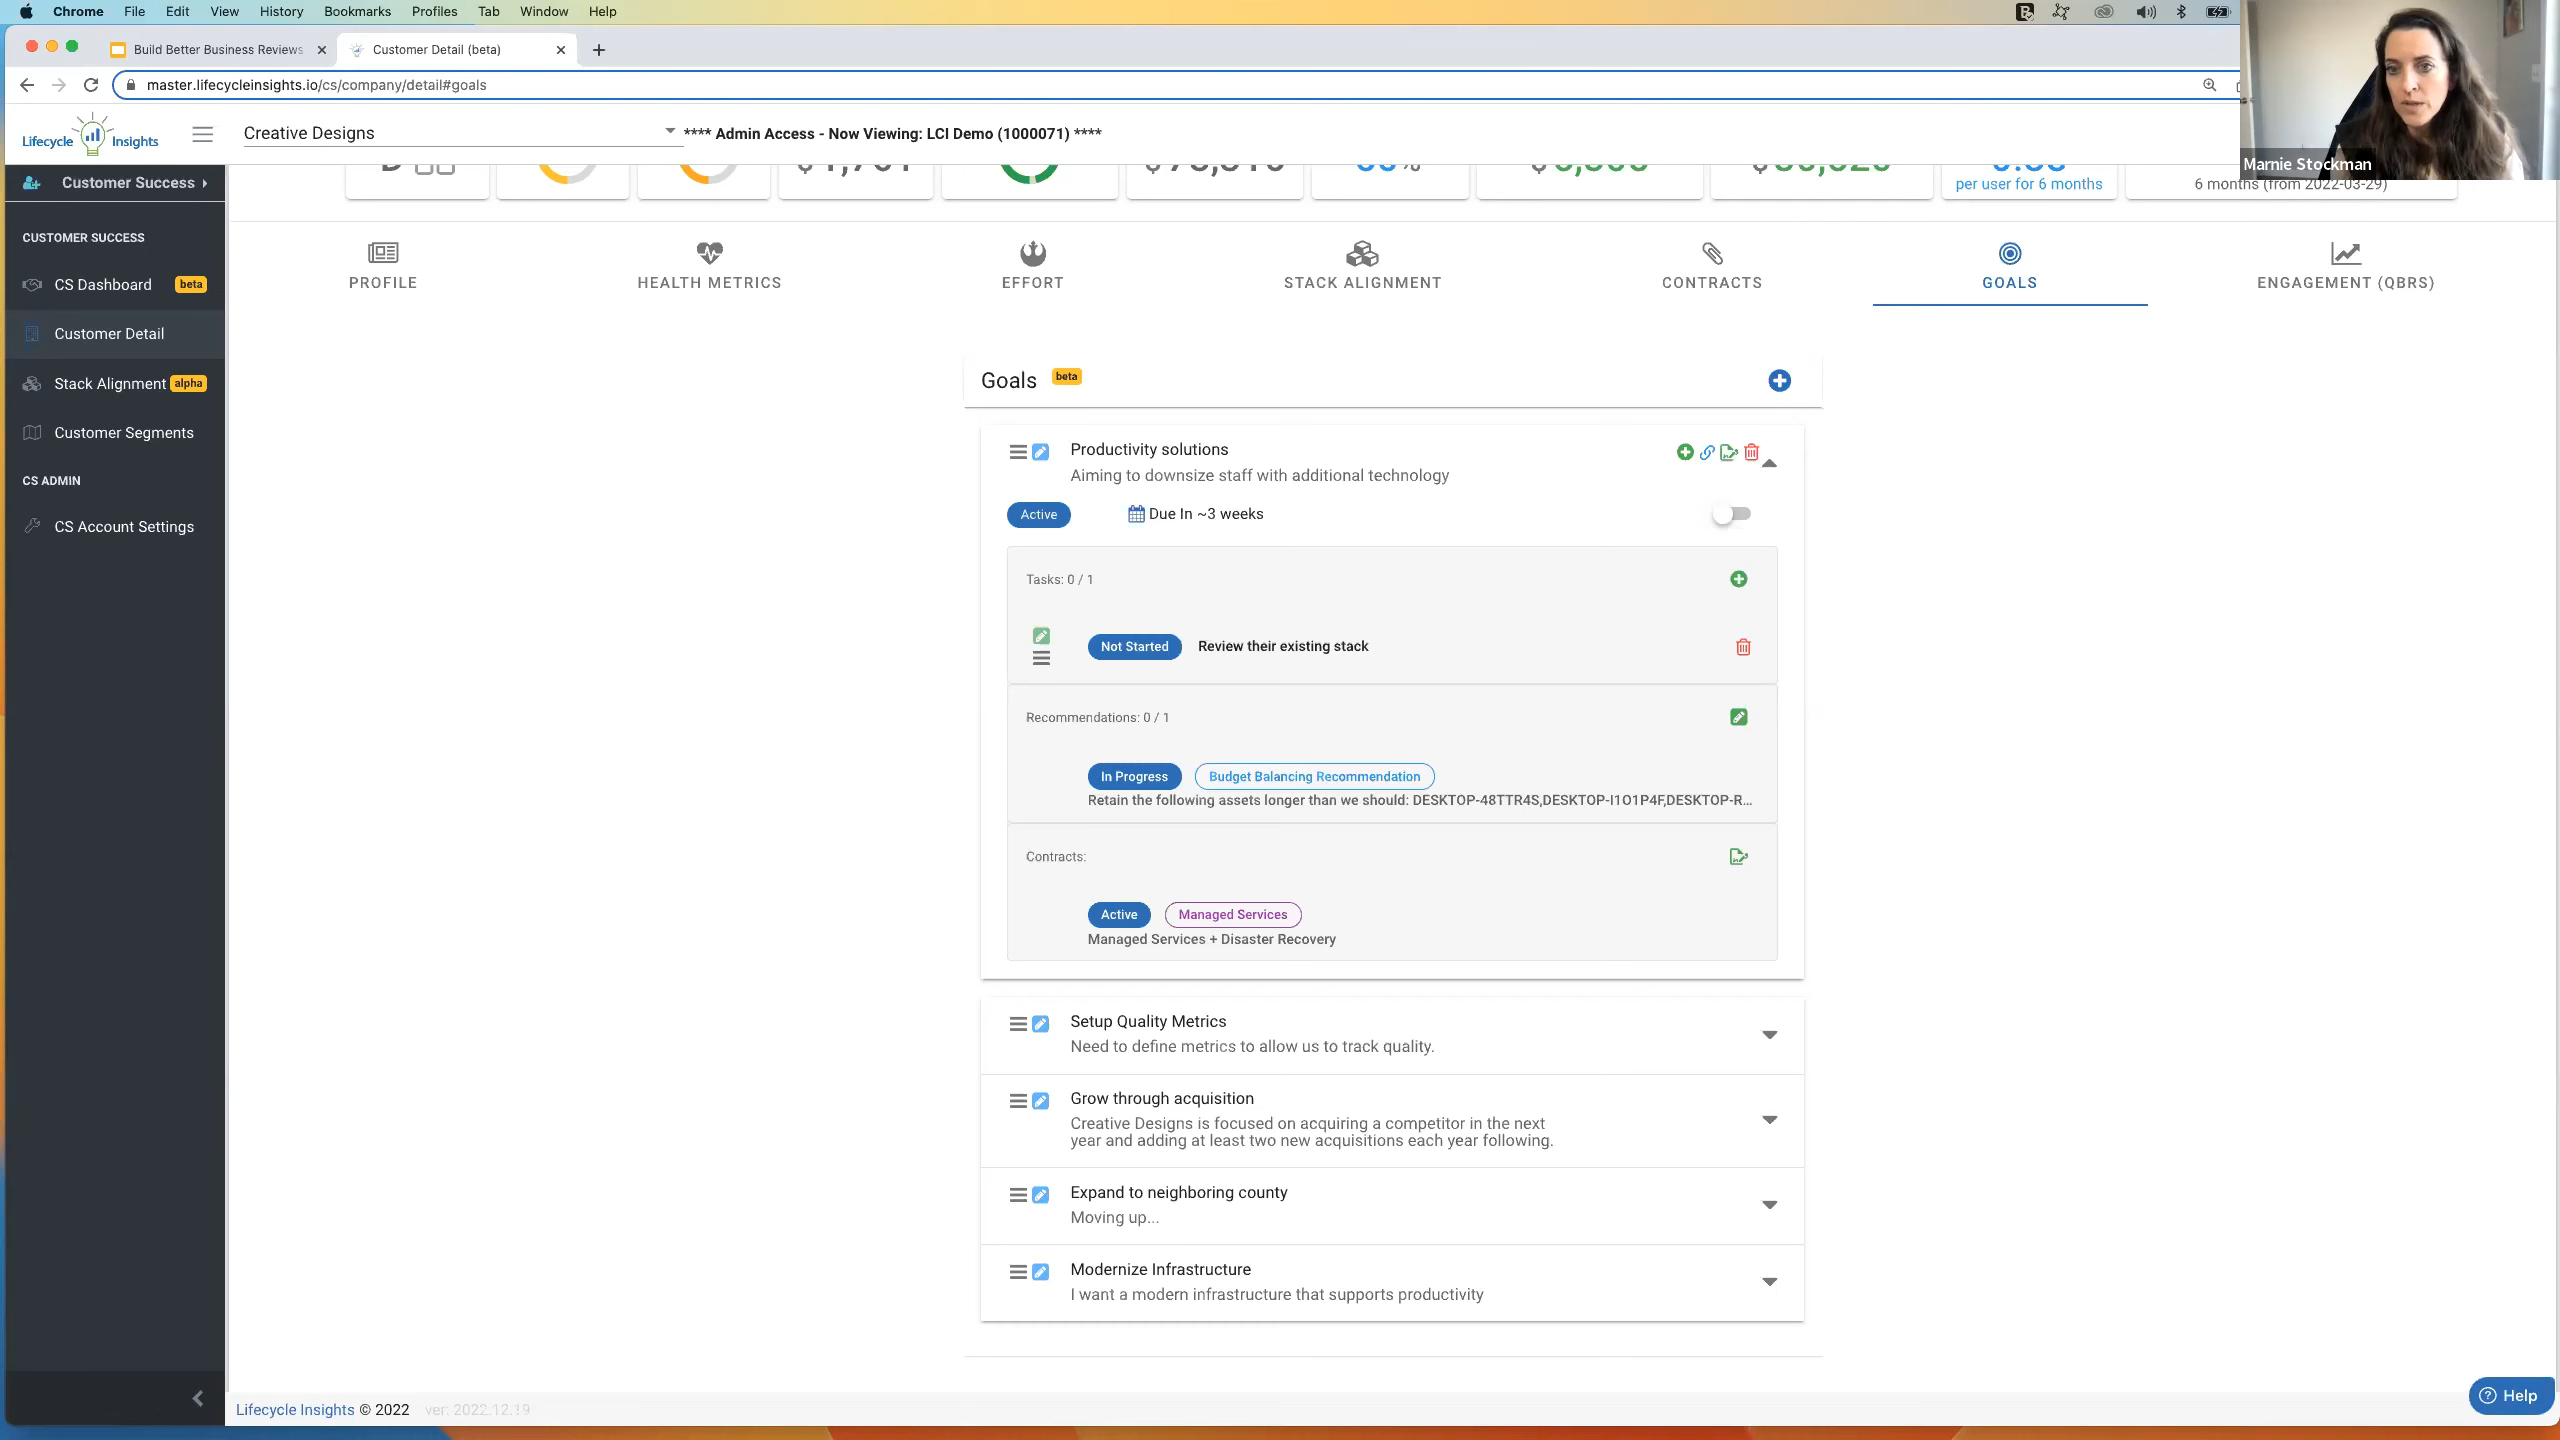 Chrome File Edit View History Bookmarks Profiles Tab Window Help
Build Better Business Reviews
Customer Detail (beta)
master.lifecycleinsights.io/cs/company/detail#goals
Lifecycle Insights
Creative Designs
**** Admin Access - Now Viewing: LCI Demo (1000071) ****
Marnie Stockman
Customer Success
per user for 6 months
6 months (from 2022-03-29)
CUSTOMER SUCCESS
CS Dashboard beta
Customer Detail
Stack Alignment alpha
Customer Segments
CS ADMIN
CS Account Settings
PROFILE
HEALTH METRICS
EFFORT
STACK ALIGNMENT
CONTRACTS
GOALS
ENGAGEMENT (QBRS)
Goals beta
Productivity solutions
Aiming to downsize staff with additional technology
Active
Due In ~3 weeks
Tasks: 0 / 1
Not Started
Review their existing stack
Recommendations: 0 / 1
In Progress
Budget Balancing Recommendation
Retain the following assets longer than we should: DESKTOP-48TTR4S,DESKTOP-I1O1P4F,DESKTOP-R...
Contracts:
Active
Managed Services
Managed Services + Disaster Recovery
Setup Quality Metrics
Need to define metrics to allow us to track quality.
Grow through acquisition
Creative Designs is focused on acquiring a competitor in the next
year and adding at least two new acquisitions each year following.
Expand to neighboring county
Moving up...
Modernize Infrastructure
I want a modern infrastructure that supports productivity
Lifecycle Insights © 2022
ver: 2022.12.19
Help